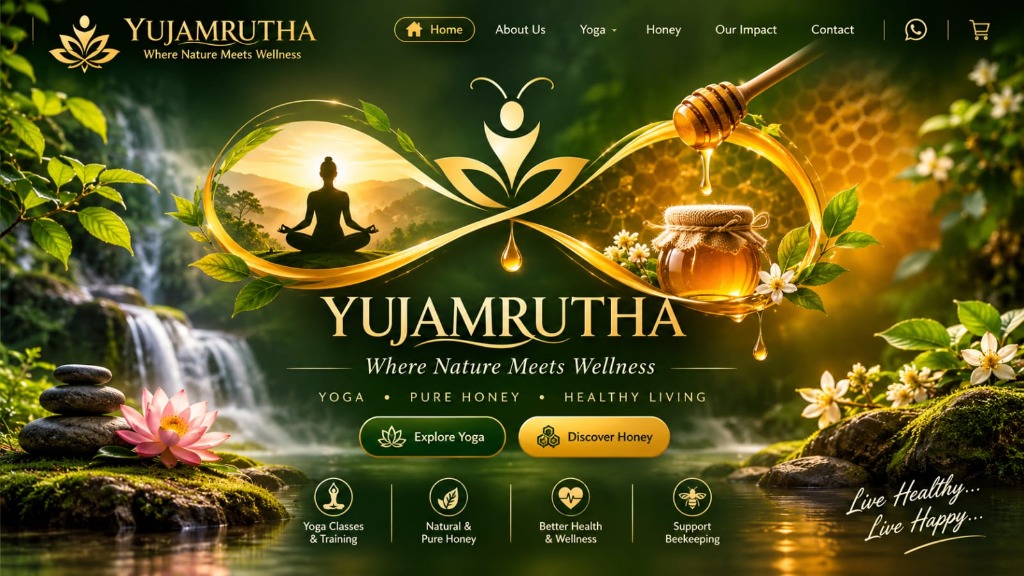 YUJAMRUTHA
Where Nature Meets Wellness
Home
About Us
Yoga
Honey
Our Impact
Contact
YUJAMRUTHA
Where Nature Meets Wellness
YOGA • PURE HONEY • HEALTHY LIVING
Explore Yoga
Discover Honey
Yoga Classes
& Training
Natural &
Pure Honey
Better Health
& Wellness
Support
Beekeeping
Live Healthy...
Live Happy...